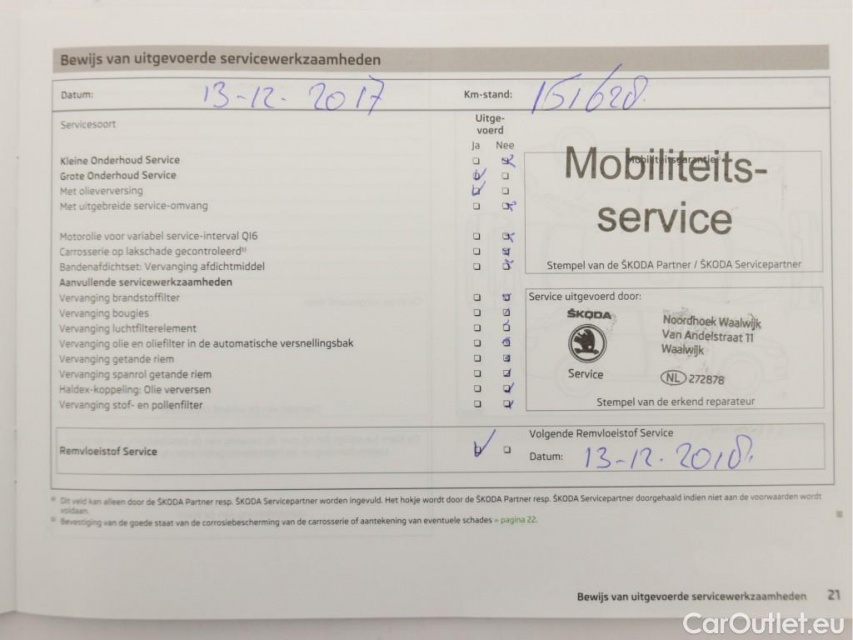 Bewijs van uitgevoerde servicewerkzaamheden
Datum: 13-12-2017 Km-stand: 151628
Servicesoort Uitge-
voerd
Ja Nee
Kleine Onderhoud Service
Grote Onderhoud Service
Met olieverversing
Met uitgebreide service-omvang
Mobiliteitsgarantie
Mobiliteits-
service
Stempel van de ŠKODA Partner / ŠKODA Servicepartner
Motorolie voor variabel service-interval QI6
Carrosserie op lakschade gecontroleerd
Bandenafdichtset: Vervanging afdichtmiddel
Aanvullende servicewerkzaamheden
Vervanging brandstoffilter
Vervanging bougies
Vervanging luchtfilterelement
Vervanging olie en oliefilter in de automatische versnellingsbak
Vervanging getande riem
Vervanging spanrol getande riem
Haldex-koppeling: Olie verversen
Vervanging stof- en pollenfilter
Service uitgevoerd door:
ŠKODA
Service
Noordhoek Waalwijk
Van Andelstraat 11
Waalwijk
NL 272878
Stempel van de erkend reparateur
Remvloeistof Service
Volgende Remvloeistof Service
Datum: 13-12-2018
Dit veld kan alleen door de ŠKODA Partner resp. ŠKODA Servicepartner worden ingevuld. Het hokje wordt door de ŠKODA Partner resp. ŠKODA Servicepartner doorgehaald indien niet aan de voorwaarden wordt
voldaan.
Bevestiging van de goede staat van de corrosiebescherming van de carrosserie of aantekening van eventuele schades » pagina 22.
Bewijs van uitgevoerde servicewerkzaamheden 21
CarOutlet.eu